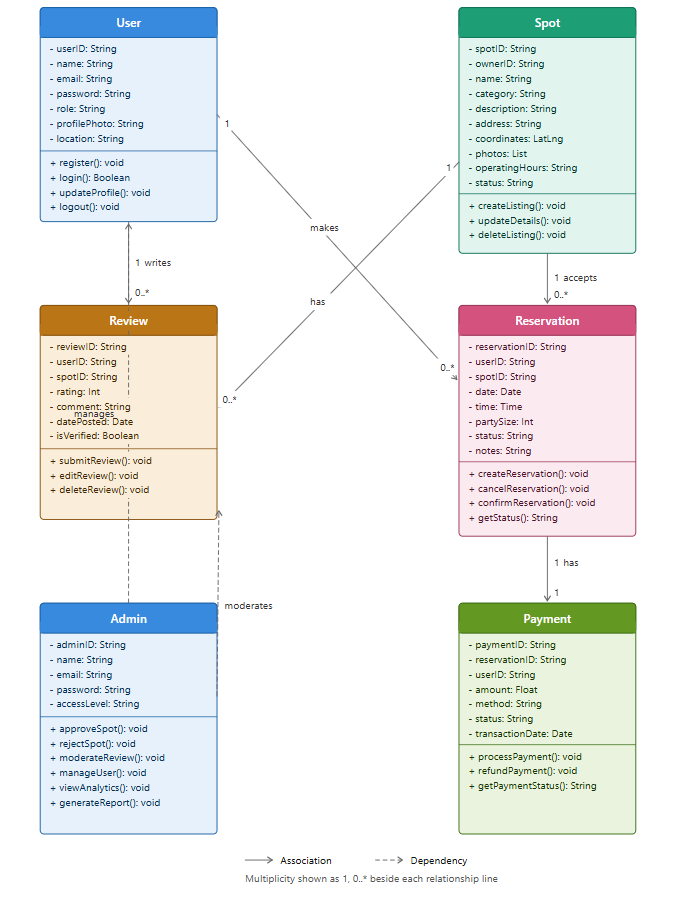 User
- userID: String
- name: String
- email: String
- password: String
- role: String
- profilePhoto: String
- location: String
+ register(): void
+ login(): Boolean
+ updateProfile(): void
+ logout(): void
Spot
- spotID: String
- ownerID: String
- name: String
- category: String
- description: String
- address: String
- coordinates: LatLng
- photos: List
- operatingHours: String
- status: String
+ createListing(): void
+ updateDetails(): void
+ deleteListing(): void
1
1
makes
has
1 writes
0..*
1 accepts
0..*
Review
- reviewID: String
- userID: String
- spotID: String
- rating: Int
- comment: String
manages
- datePosted: Date
- isVerified: Boolean
+ submitReview(): void
+ editReview(): void
+ deleteReview(): void
0..*
0..*
Reservation
- reservationID: String
- userID: String
- spotID: String
- date: Date
- time: Time
- partySize: Int
- status: String
- notes: String
+ createReservation(): void
+ cancelReservation(): void
+ confirmReservation(): void
+ getStatus(): String
1 has
1
moderates
Admin
- adminID: String
- name: String
- email: String
- password: String
- accessLevel: String
+ approveSpot(): void
+ rejectSpot(): void
+ moderateReview(): void
+ manageUser(): void
+ viewAnalytics(): void
+ generateReport(): void
Payment
- paymentID: String
- reservationID: String
- userID: String
- amount: Float
- method: String
- status: String
- transactionDate: Date
+ processPayment(): void
+ refundPayment(): void
+ getPaymentStatus(): String
Association
Dependency
Multiplicity shown as 1, 0..* beside each relationship line